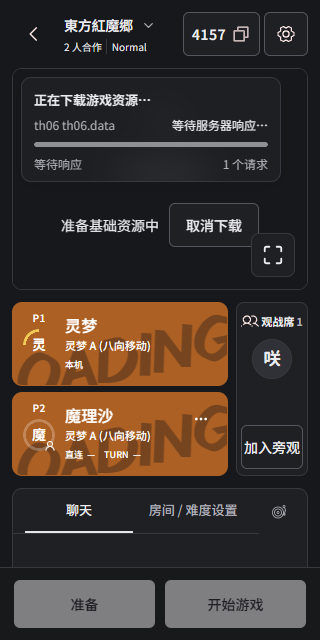 東方紅魔郷
2 人合作 Normal
4157
正在下载游戏资源…
th06 th06.data 等待服务器响应…
等待响应 1 个请求
准备基础资源中 取消下载
P1
灵
灵梦
灵梦 A (八向移动)
本机
LOADING
观战席 1
咲
P2
魔
魔理沙
灵梦 A (八向移动)
直连 — TURN —
LOADING
加入旁观
聊天 房间 / 难度设置
准备 开始游戏